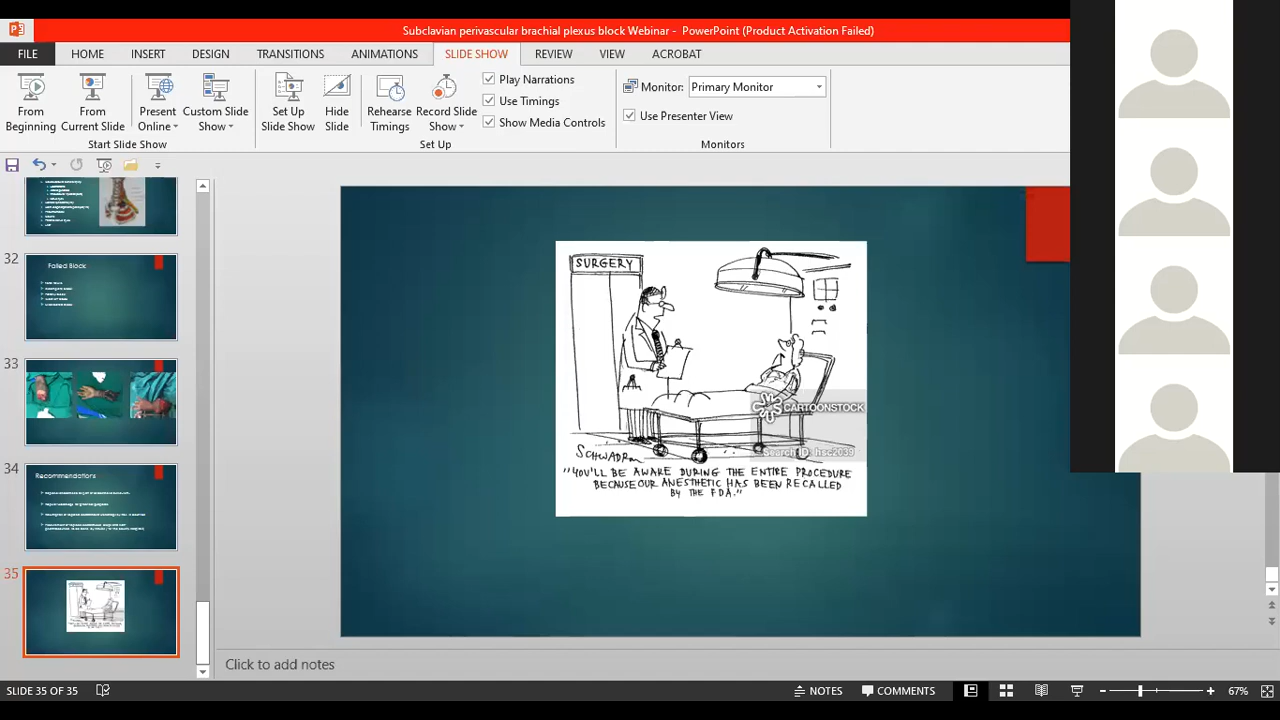 Subclavian perivascular brachial plexus block Webinar - PowerPoint (Product Activation Failed)
FILE HOME INSERT DESIGN TRANSITIONS ANIMATIONS SLIDE SHOW REVIEW VIEW ACROBAT
From Beginning
From Current Slide
Present Online
Custom Slide Show
Start Slide Show
Set Up Slide Show
Hide Slide
Rehearse Timings
Record Slide Show
Play Narrations
Use Timings
Show Media Controls
Set Up
Monitor: Primary Monitor
Use Presenter View
Monitors
32
Failed Block
33
34
Recommendations
35
SURGERY
CARTOONSTOCK
Search ID: hsc2039
SCHWADRON
"YOU'LL BE AWARE DURING THE ENTIRE PROCEDURE
BECAUSE OUR ANESTHETIC HAS BEEN RECALLED
BY THE FDA."
Click to add notes
SLIDE 35 OF 35 NOTES COMMENTS 67%